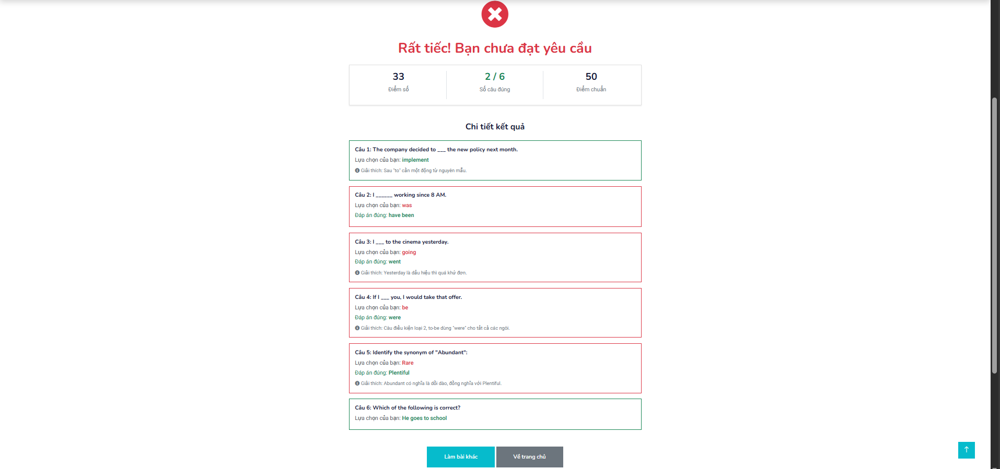 Rất tiếc! Bạn chưa đạt yêu cầu
33
Điểm số
2 / 6
Số câu đúng
50
Điểm chuẩn
Chi tiết kết quả
Câu 1: The company decided to ___ the new policy next month.
Lựa chọn của bạn: implement
Giải thích: Sau "to" cần một động từ nguyên mẫu.
Câu 2: I ______ working since 8 AM.
Lựa chọn của bạn: was
Đáp án đúng: have been
Câu 3: I ___ to the cinema yesterday.
Lựa chọn của bạn: going
Đáp án đúng: went
Giải thích: Yesterday là dấu hiệu thì quá khứ đơn.
Câu 4: If I ___ you, I would take that offer.
Lựa chọn của bạn: be
Đáp án đúng: were
Giải thích: Câu điều kiện loại 2, to-be dùng "were" cho tất cả các ngôi.
Câu 5: Identify the synonym of "Abundant":
Lựa chọn của bạn: Rare
Đáp án đúng: Plentiful
Giải thích: Abundant có nghĩa là dồi dào, đồng nghĩa với Plentiful.
Câu 6: Which of the following is correct?
Lựa chọn của bạn: He goes to school
Làm bài khác
Về trang chủ